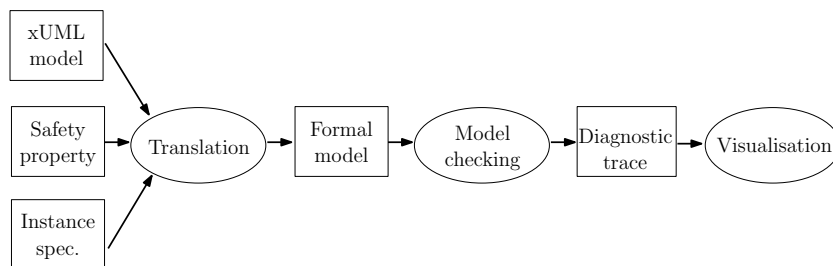 xUML
model
Safety
property
Instance
spec.
Translation
Formal
model
Model
checking
Diagnostic
trace
Visualisation